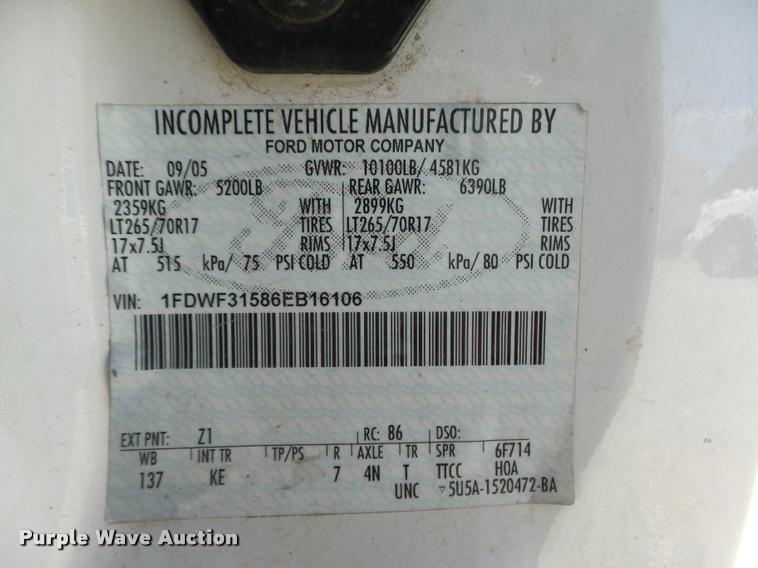 INCOMPLETE VEHICLE MANUFACTURED BY
FORD MOTOR COMPANY
DATE: 09/05 GVWR: 10100LB/ 4581KG
FRONT GAWR: 5200LB REAR GAWR: 6390LB
2359KG WITH 2899KG WITH
LT265/70R17 TIRES LT265/70R17 TIRES
17x7.5J RIMS 17x7.5J RIMS
AT 515 kPa/ 75 PSI COLD AT 550 kPa/ 80 PSI COLD
Ford
VIN: 1FDWF31586EB16106
EXT PNT: Z1 RC: 86 DSO:
WB INT TR TP/PS R AXLE TR SPR 6F714
137 KE 7 4N T TTCC HOA
UNC ▽5U5A-1520472-BA
Purple Wave Auction